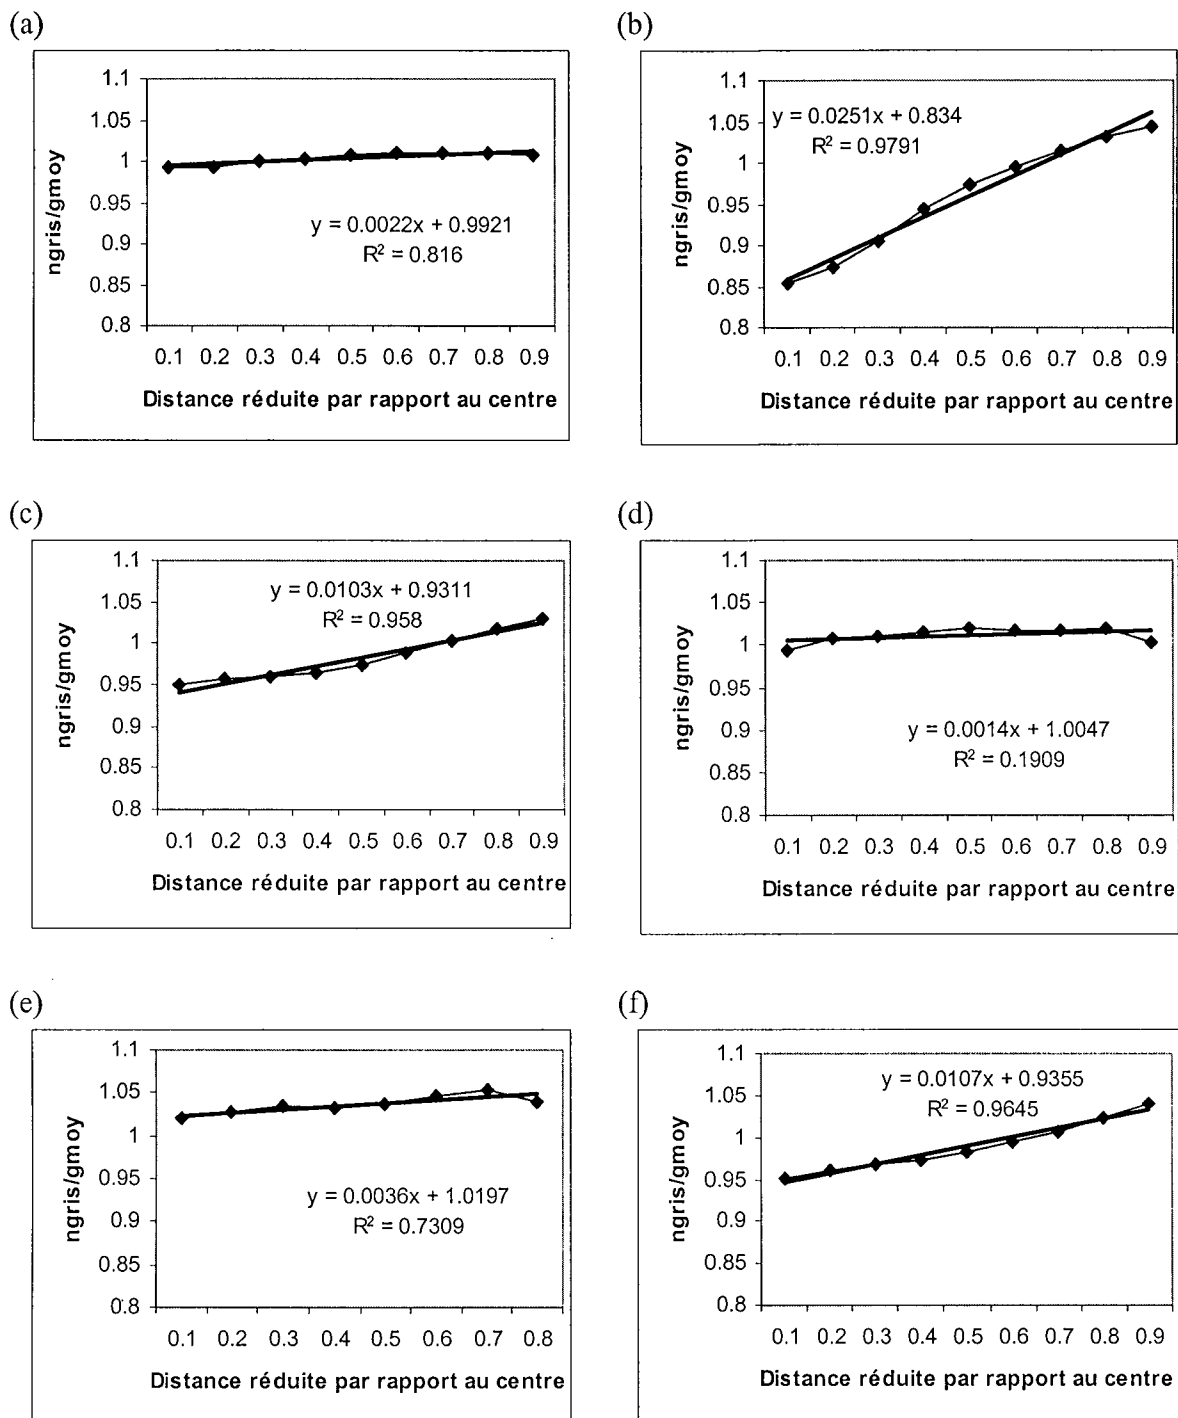 (a)
1.1
1.05
1
0.95
0.9
0.85
0.8
ngris/gmoy
y = 0.0022x + 0.9921
R² = 0.816
0.1 0.2 0.3 0.4 0.5 0.6 0.7 0.8 0.9
Distance réduite par rapport au centre
(b)
1.1
1.05
1
0.95
0.9
0.85
0.8
ngris/gmoy
y = 0.0251x + 0.834
R² = 0.9791
0.1 0.2 0.3 0.4 0.5 0.6 0.7 0.8 0.9
Distance réduite par rapport au centre
(c)
1.1
1.05
1
0.95
0.9
0.85
0.8
ngris/gmoy
y = 0.0103x + 0.9311
R² = 0.958
0.1 0.2 0.3 0.4 0.5 0.6 0.7 0.8 0.9
Distance réduite par rapport au centre
(d)
1.1
1.05
1
0.95
0.9
0.85
0.8
ngris/gmoy
y = 0.0014x + 1.0047
R² = 0.1909
0.1 0.2 0.3 0.4 0.5 0.6 0.7 0.8 0.9
Distance réduite par rapport au centre
(e)
1.1
1.05
1
0.95
0.9
0.85
0.8
ngris/gmoy
y = 0.0036x + 1.0197
R² = 0.7309
0.1 0.2 0.3 0.4 0.5 0.6 0.7 0.8
Distance réduite par rapport au centre
(f)
1.1
1.05
1
0.95
0.9
0.85
0.8
ngris/gmoy
y = 0.0107x + 0.9355
R² = 0.9645
0.1 0.2 0.3 0.4 0.5 0.6 0.7 0.8 0.9
Distance réduite par rapport au centre